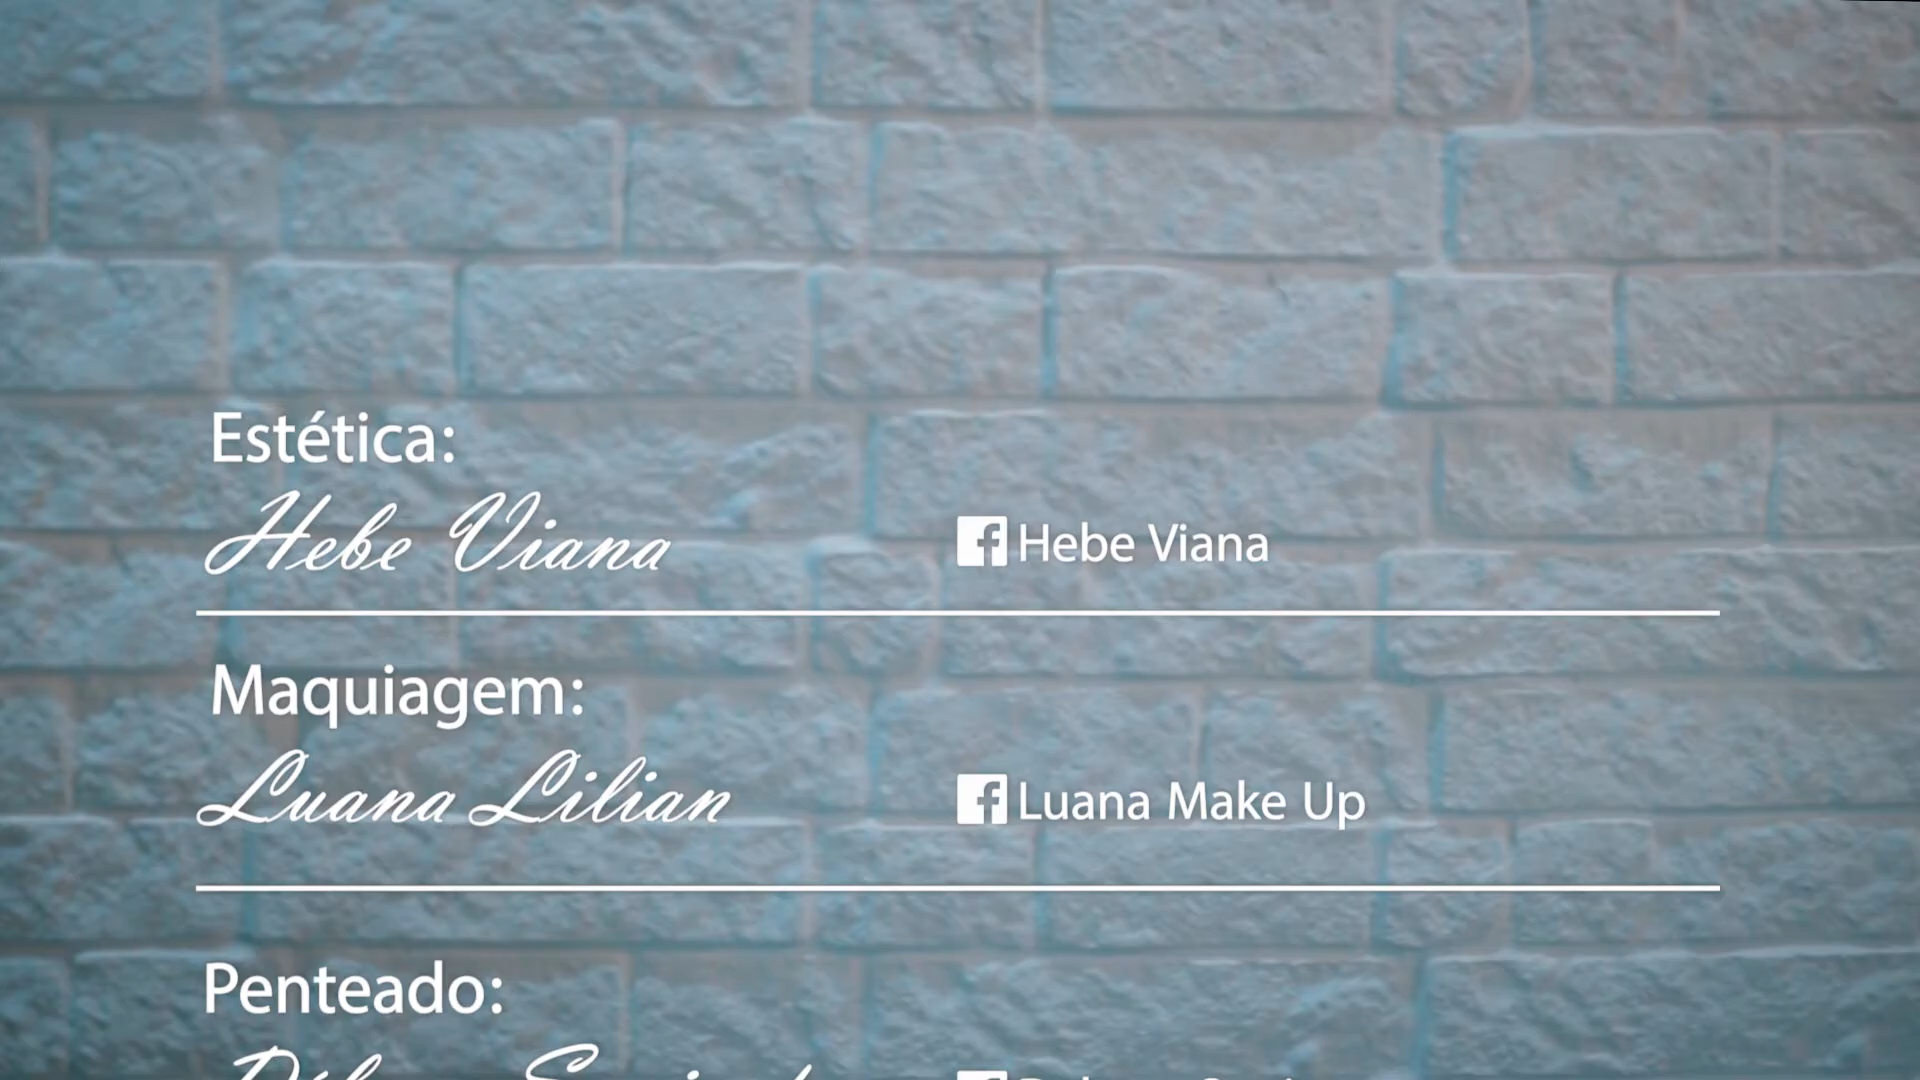 Estética:
Hebe Viana
Hebe Viana
Maquiagem:
Luana Lilian
Luana Make Up
Penteado: